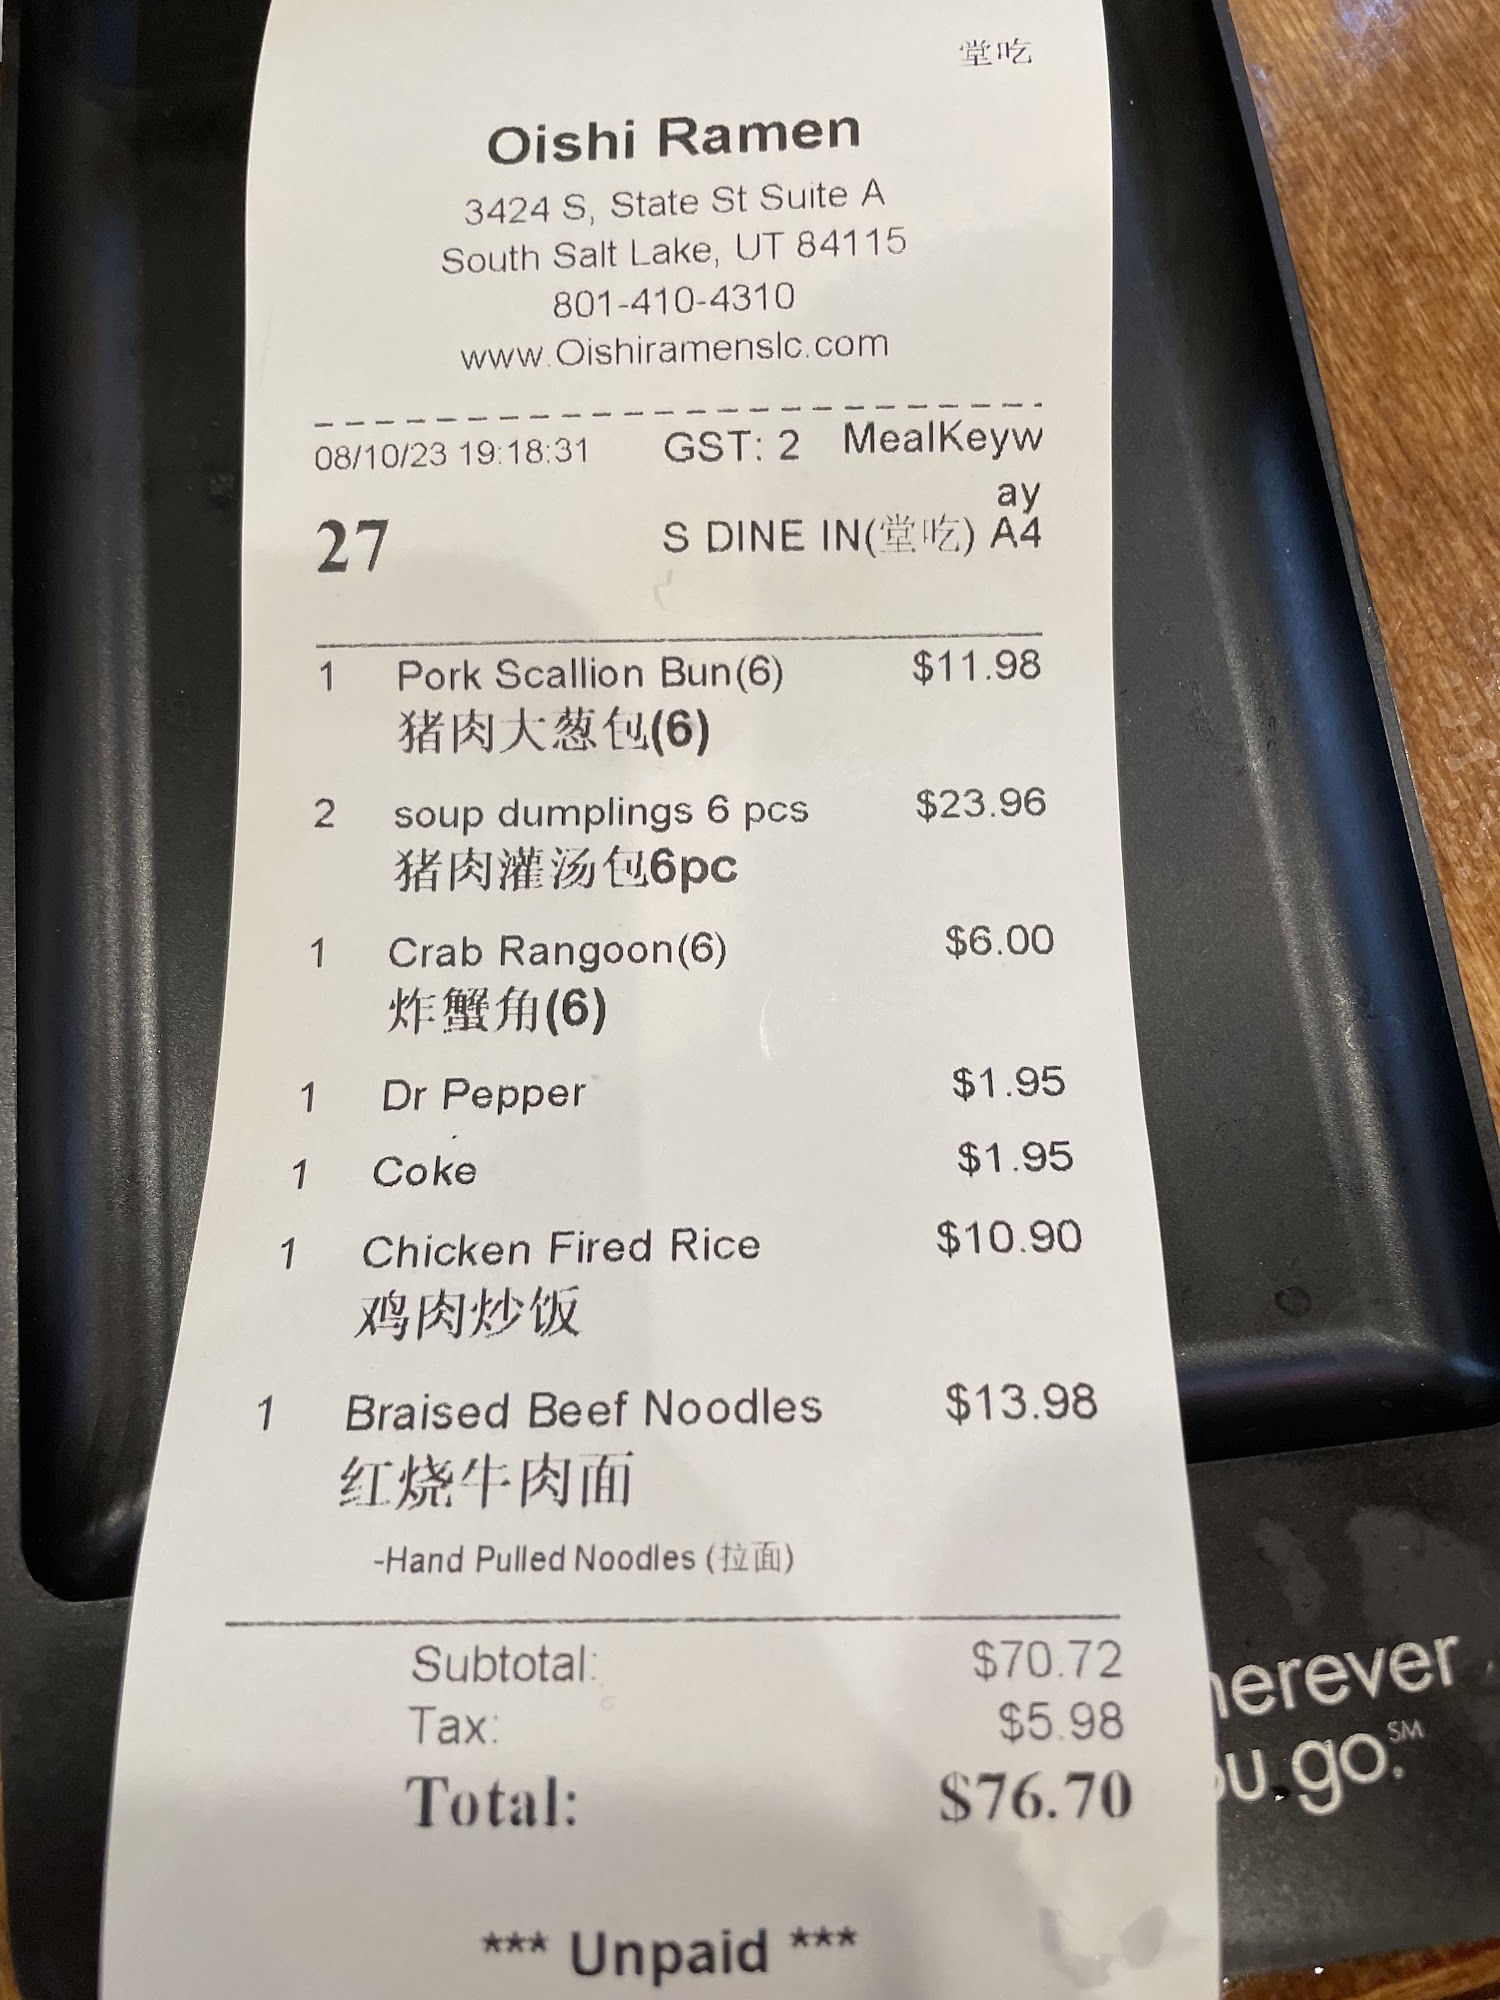 堂吃
Oishi Ramen
3424 S, State St Suite A
South Salt Lake, UT 84115
801-410-4310
www.Oishiramenslc.com
08/10/23 19:18:31 GST: 2 MealKeyw
ay
27 S DINE IN(堂吃) A4
1 Pork Scallion Bun(6) $11.98
猪肉大葱包(6)
2 soup dumplings 6 pcs $23.96
猪肉灌汤包6pc
1 Crab Rangoon(6) $6.00
炸蟹角(6)
1 Dr Pepper $1.95
1 Coke $1.95
1 Chicken Fired Rice $10.90
鸡肉炒饭
1 Braised Beef Noodles $13.98
红烧牛肉面
-Hand Pulled Noodles (拉面)
Subtotal: $70.72
Tax: $5.98
Total: $76.70
*** Unpaid ***
herever
ou go.℠